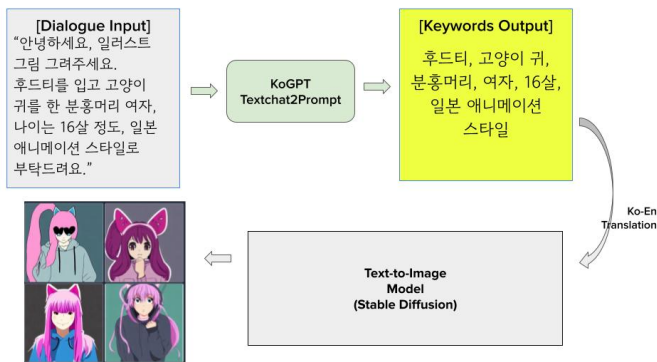 [Dialogue Input]
“안녕하세요, 일러스트
그림 그려주세요.
후드티를 입고 고양이
귀를 한 분홍머리 여자,
나이는 16살 정도, 일본
애니메이션 스타일로
부탁드려요.”
KoGPT
Textchat2Prompt
[Keywords Output]
후드티, 고양이 귀,
분홍머리, 여자, 16살,
일본 애니메이션
스타일
Ko-En
Translation
Text-to-Image
Model
(Stable Diffusion)